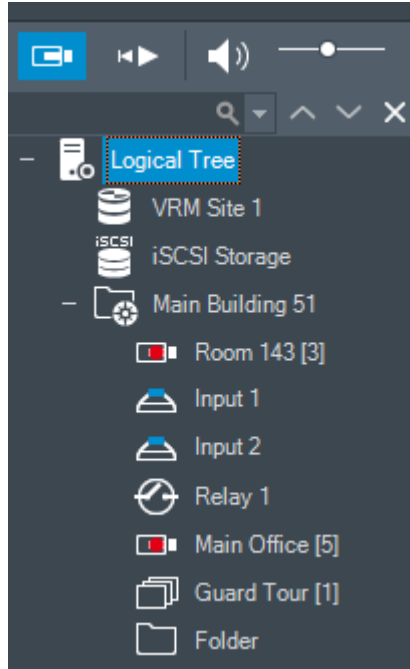 Logical Tree
VRM Site 1
iSCSI
iSCSI Storage
Main Building 51
Room 143 [3]
Input 1
Input 2
Relay 1
Main Office [5]
Guard Tour [1]
Folder